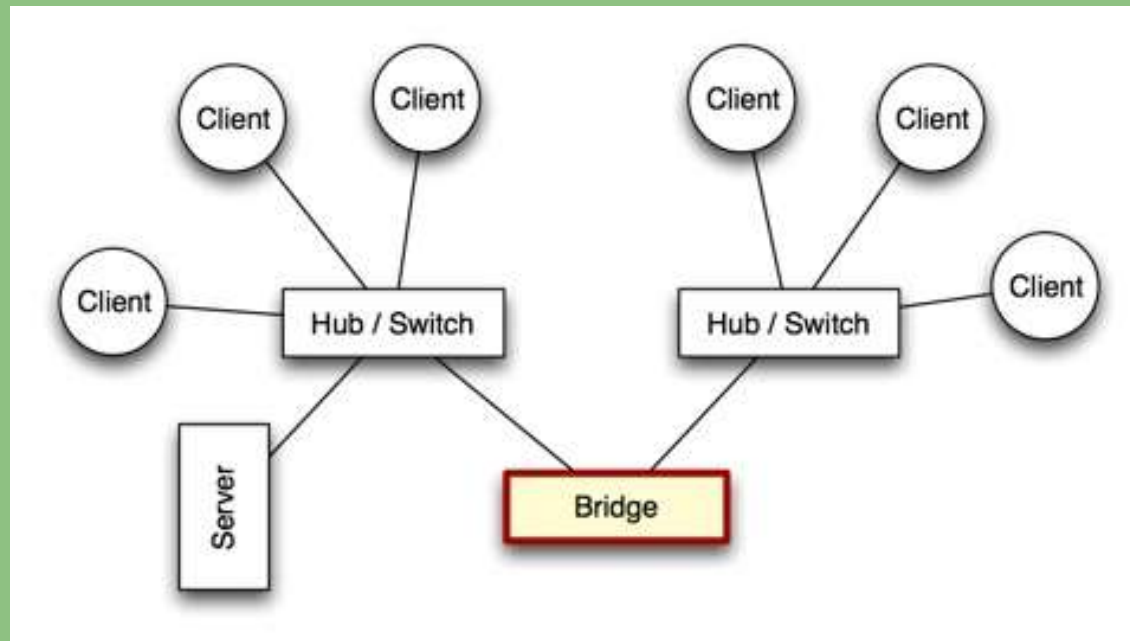 Client
Client
Client
Client
Client
Client
Hub / Switch
Hub / Switch
Server
Bridge